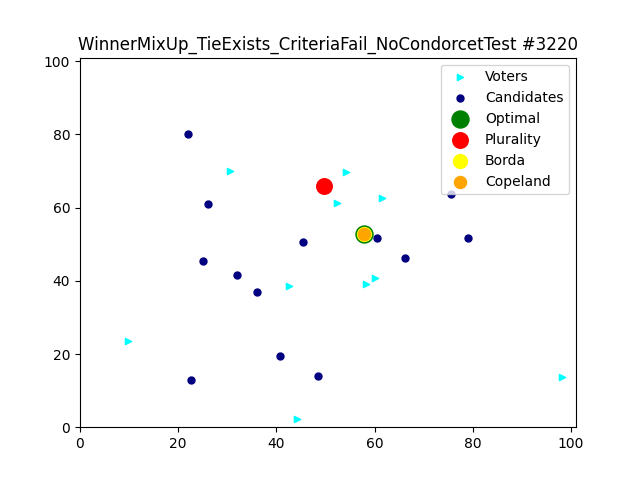 WinnerMixUp_TieExists_CriteriaFail_NoCondorcetTest #3220
100
80
60
40
20
0
0 20 40 60 80 100
Voters
Candidates
Optimal
Plurality
Borda
Copeland